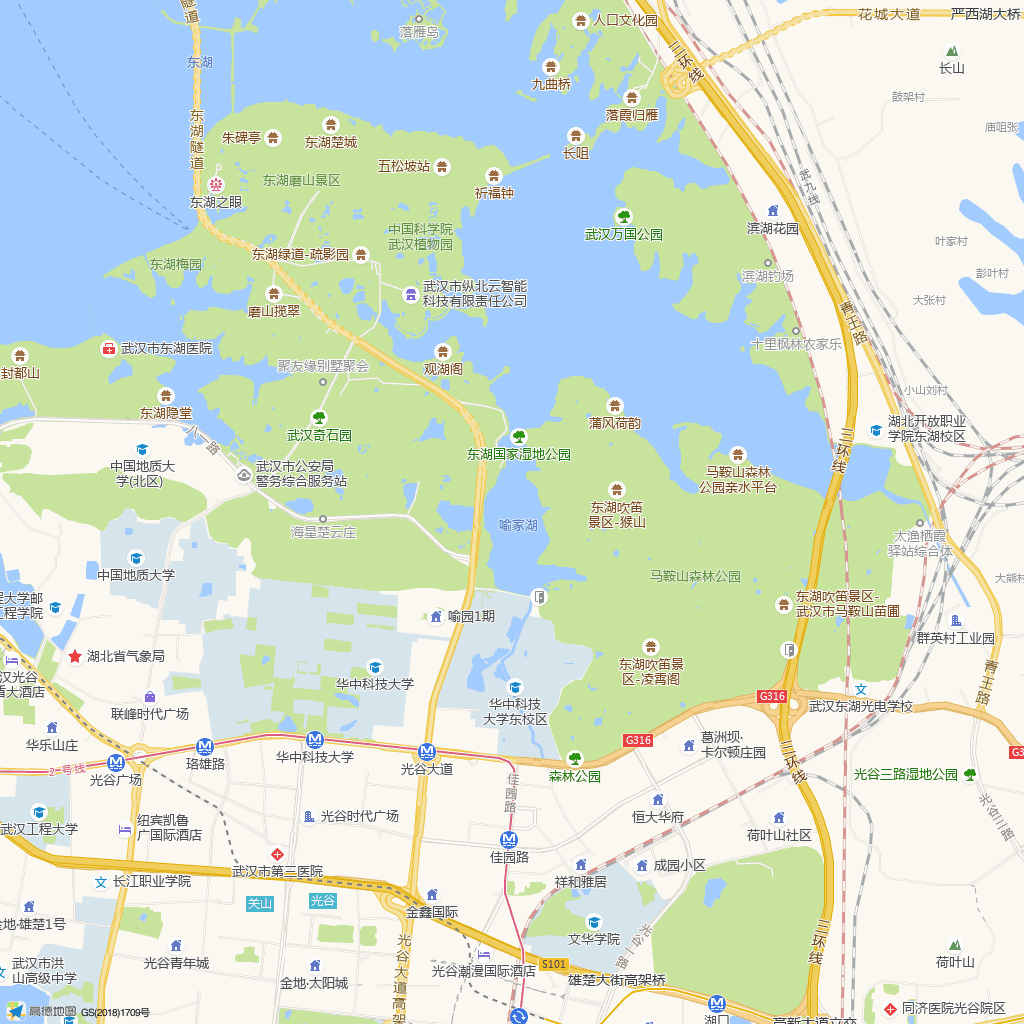 隧道
东湖
落雁岛
人口文化园
花城大道
严西湖大桥
三环线
长山
九曲桥
落霞归雁
鼓架村
庙咀张
东湖隧道
朱碑亭
东湖楚城
长咀
五松坡站
祈福钟
东湖磨山景区
东湖之眼
武九线
滨湖花园
中国科学院
武汉植物园
武汉万国公园
叶家村
东湖梅园
东湖绿道-疏影园
滨湖钓场
彭叶村
武汉市纵北云智能
科技有限责任公司
大张村
磨山揽翠
青王路
十里枫林农家乐
武汉市东湖医院
封都山
聚友缘别墅聚会
观湖阁
小山刘村
东湖隐堂
蒲风荷韵
八一路
武汉奇石园
湖北开放职业
学院东湖校区
东湖国家湿地公园
三环线
中国地质大
学(北区)
武汉市公安局
警务综合服务站
马鞍山森林
公园亲水平台
东湖吹笛
景区-猴山
喻家湖
海星楚云庄
太渔栖霞
驿站综合体
中国地质大学
马鞍山森林公园
大熊村
程大学邮
工程学院
东湖吹笛景区-
武汉市马鞍山苗圃
喻园1期
群英村工业园
湖北省气象局
东湖吹笛景
区-凌霄阁
青王路
华中科技大学
汉光谷
大酒店
G316
联峰时代广场
华中科技
大学东校区
武汉东湖光电学校
华乐山庄
G316
葛洲坝·
卡尔顿庄园
三环线
珞雄路
华中科技大学
2号线
光谷广场
光谷大道
森林公园
光谷三路湿地公园
佳园路
光谷三路
恒大华府
武汉工程大学
纽宾凯鲁
广国际酒店
光谷时代广场
荷叶山社区
佳园路
武汉市第三医院
成园小区
祥和雅居
长江职业学院
关山
光谷
金鑫国际
金地·雄楚1号
文华学院
光谷大道高架
光谷青年城
三环线
光谷路
荷叶山
武汉市洪
山高级中学
金地·太阳城
光谷潮漫国际酒店
S101
雄楚大街高架桥
高德地图
GS(2018)1709号
湖口
同济医院光谷院区
高新大道立交